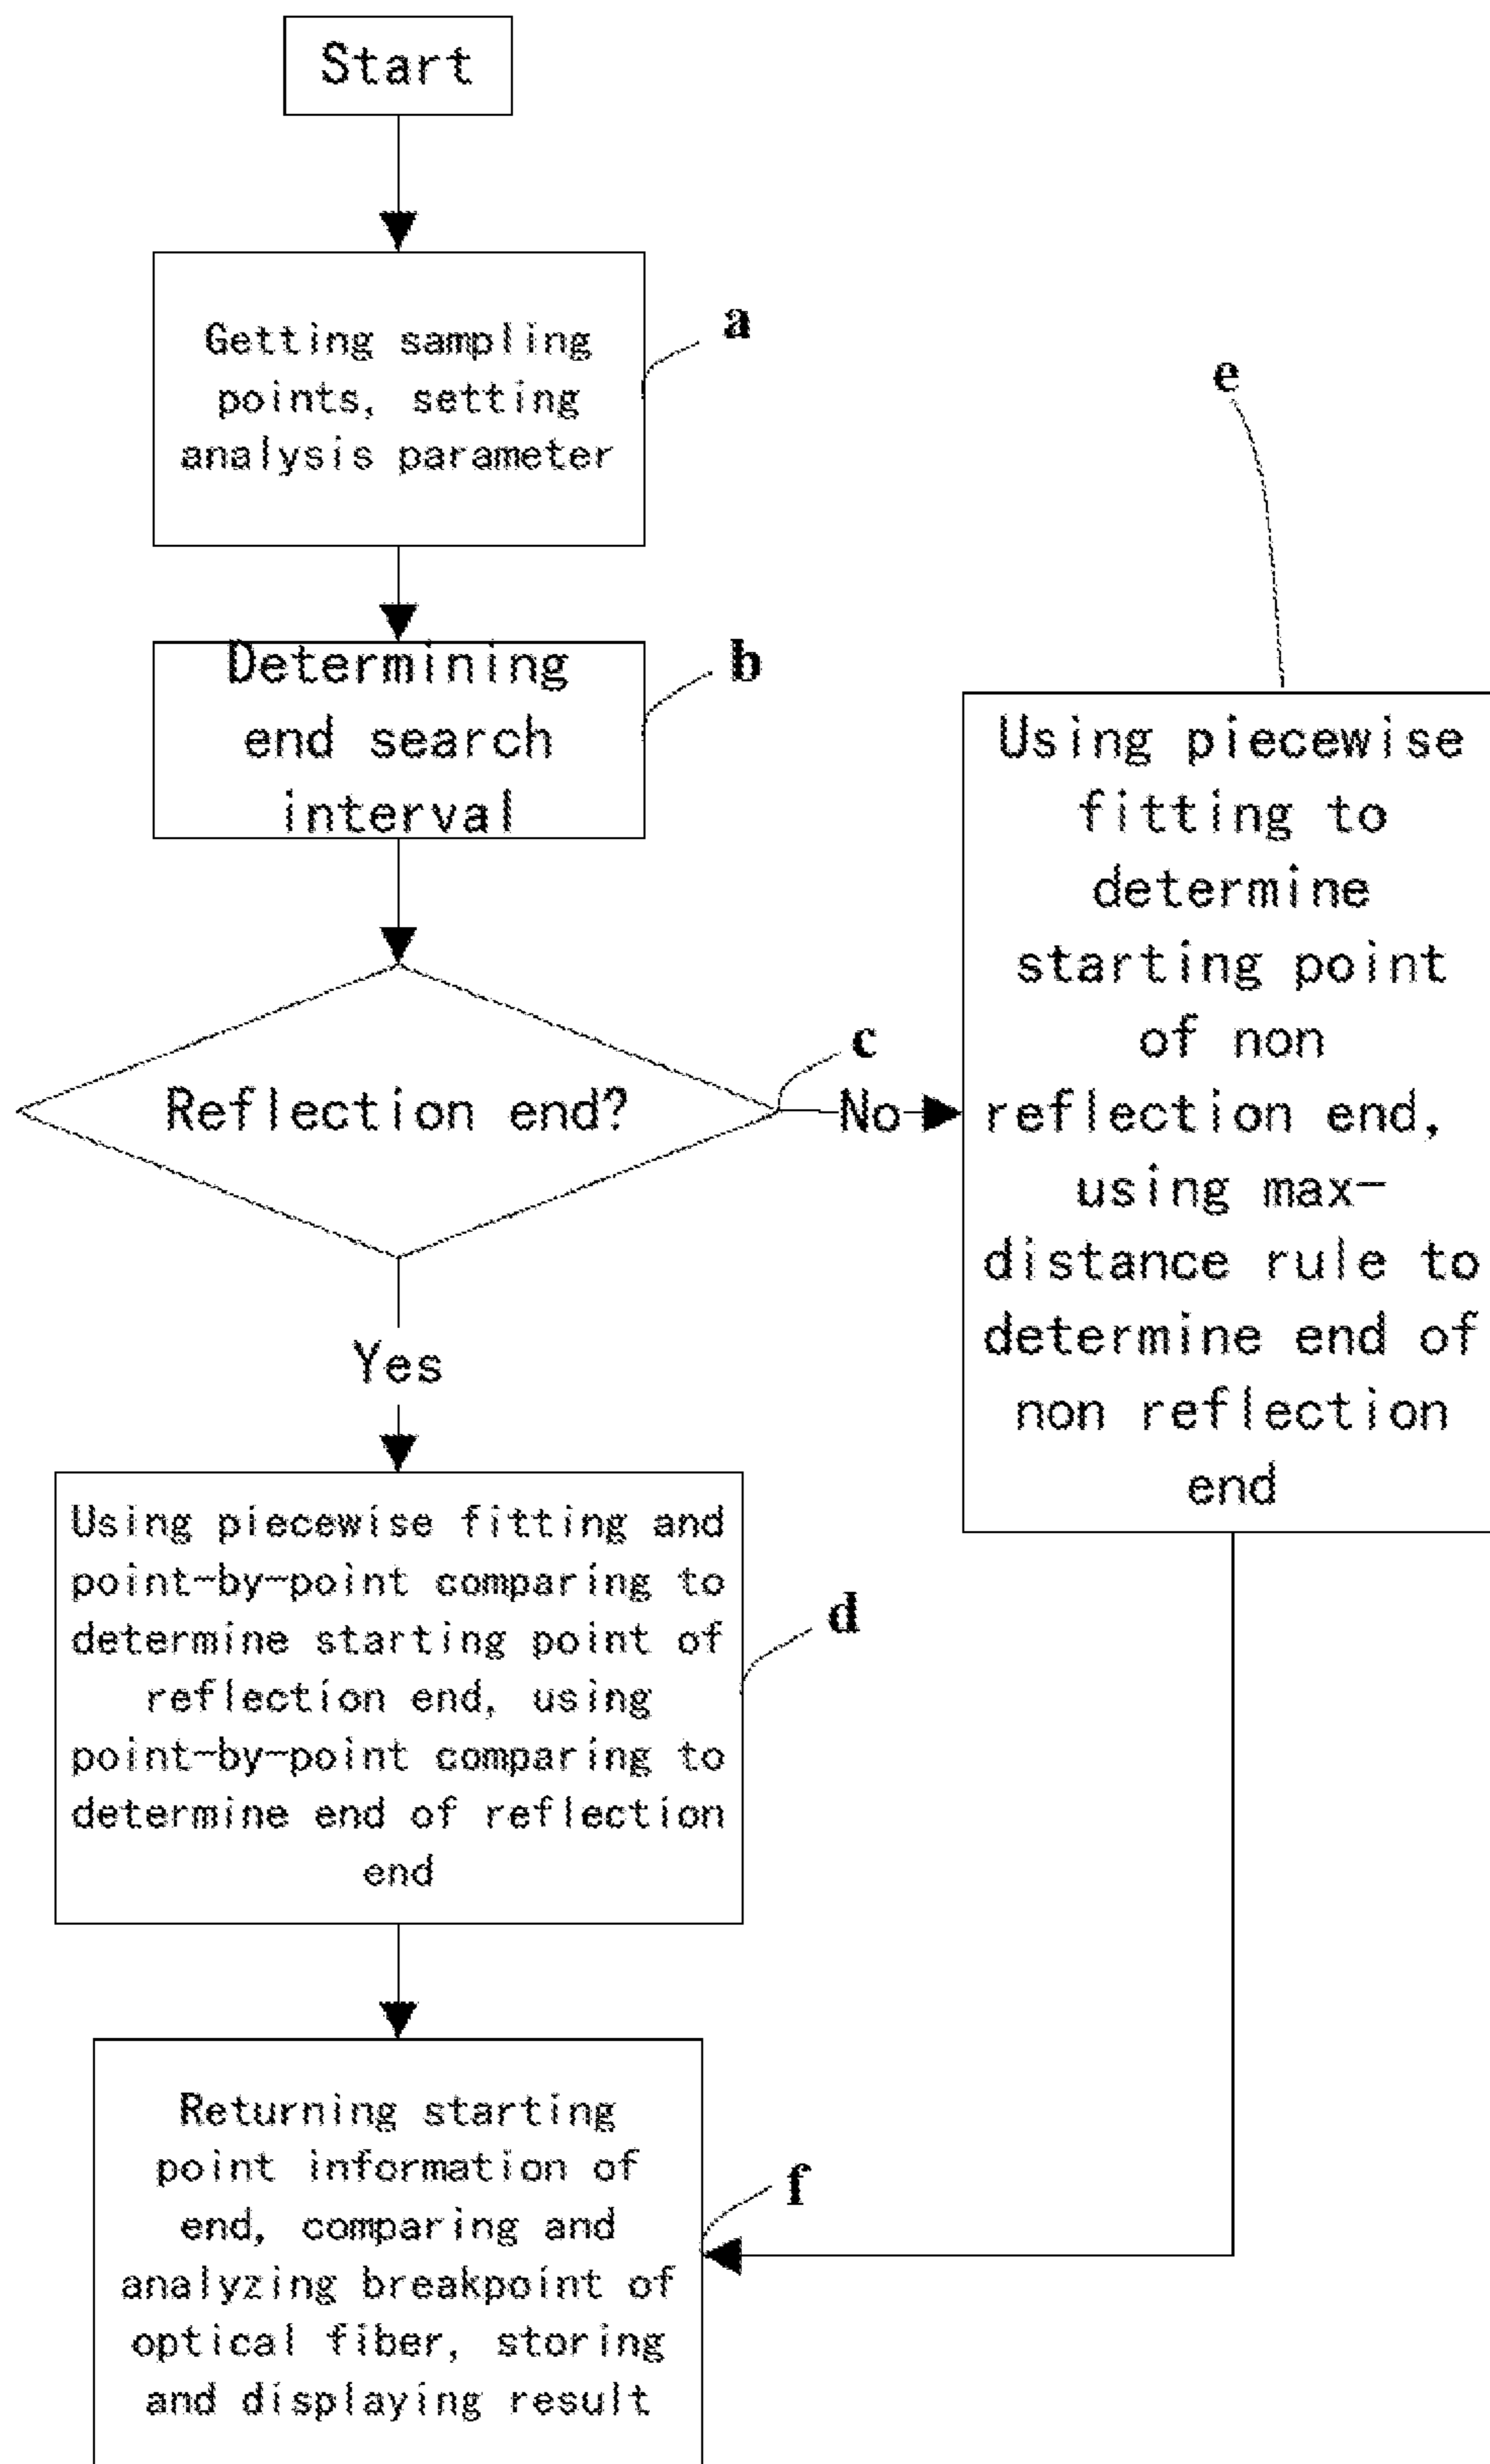 Start
Getting sampling
points, setting
analysis parameter
a
Determining
end search
interval
b
Reflection end?
c
No
Yes
e
Using piecewise
fitting to
determine
starting point
of non
reflection end,
using max-
distance rule to
determine end of
non reflection
end
Using piecewise fitting and
point-by-point comparing to
determine starting point of
reflection end, using
point-by-point comparing to
determine end of reflection
end
d
Returning starting
point information of
end, comparing and
analyzing breakpoint of
optical fiber, storing
and displaying result
f